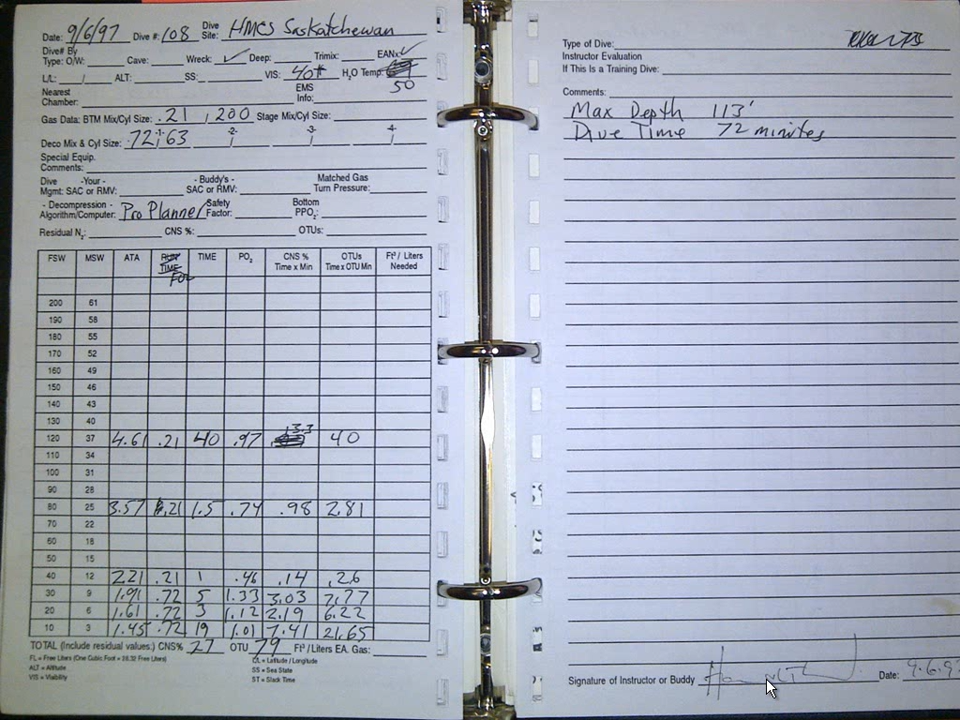 Date: 9/6/97 Dive #: 108 Dive Site: HMCS Saskatchewan
Dive# By Type: O/W: Cave: Wreck: ✓ Deep: Trimix: EANx: ✓
L/L: / ALT: SS: VIS: 40+ H₂O Temp: 50
Nearest Chamber: EMS Info:
Gas Data: BTM Mix/Cyl Size: .21 , 200 Stage Mix/Cyl Size:
Deco Mix & Cyl Size: .72, 63 -1- -2- -3- -4-
Special Equip. Comments:
Dive Mgmt: -Your- SAC or RMV: - Buddy's - SAC or RMV: Matched Gas Turn Pressure:
- Decompression - Algorithm/Computer: Pro Planner Safety Factor: Bottom PPO₂:
Residual N₂: CNS %: OTUs:
FSW MSW ATA RUN TIME TIME PO₂ CNS % Time x Min OTUs Time x OTU Min Ft³ / Liters Needed
200 61
190 58
180 55
170 52
160 49
150 46
140 43
130 40
120 37 4.61 .21 40 .97 13.3 40
110 34
100 31
90 28
80 25 3.57 .21 1.5 .74 .98 2.81
70 22
60 18
50 15
40 12 2.21 .21 1 .46 .14 .26
30 9 1.91 .72 5 1.33 3.03 7.77
20 6 1.61 .72 3 1.12 2.19 6.22
10 3 1.45 .72 19 1.01 7.41 21.65
TOTAL (Include residual values:) CNS% 27 OTU 79 Ft³ / Liters EA. Gas:
FL = Free Liters (One Cubic Foot = 28.32 Free Liters)
ALT = Altitude
VIS = Visability
L/L = Latitude / Longitude
SS = Sea State
ST = Slack Time
Type of Dive:
Instructor Evaluation
If This Is a Training Dive:
Comments:
Max Depth 113'
Dive Time 72 minutes
Signature of Instructor or Buddy Date: 9.6.97